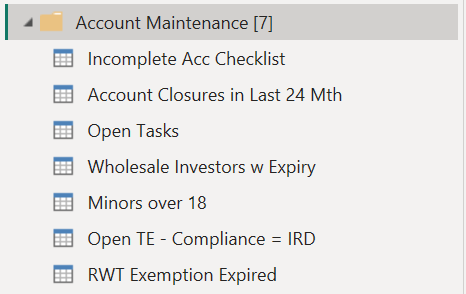 Account Maintenance [7]
Incomplete Acc Checklist
Account Closures in Last 24 Mth
Open Tasks
Wholesale Investors w Expiry
Minors over 18
Open TE - Compliance = IRD
RWT Exemption Expired